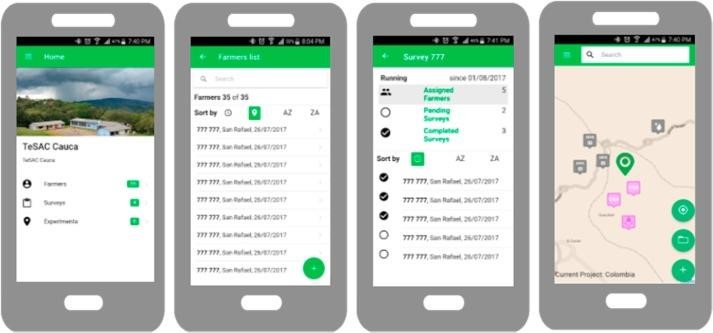 7:40 PM
Home
TeSAC Cauca
TeSAC Cauca
Farmers
Surveys
Experiments
8:04 PM
Farmers list
Search
Farmers 35 of 35
Sort by AZ ZA
777 777, San Rafael, 26/07/2017
777 777, San Rafael, 26/07/2017
777 777, San Rafael, 26/07/2017
777 777, San Rafael, 26/07/2017
777 777, San Rafael, 26/07/2017
777 777, San Rafael, 26/07/2017
777 777, San Rafael, 26/07/2017
777 777, San Rafael, 26/07/2017
7:41 PM
Survey 777
Running since 01/08/2017
Assigned Farmers 5
Pending Surveys 2
Completed Surveys 3
Sort by AZ ZA
777 777, San Rafael, 26/07/2017
777 777, San Rafael, 26/07/2017
777 777, San Rafael, 26/07/2017
777 777, San Rafael, 26/07/2017
777 777, San Rafael, 26/07/2017
7:40 PM
Search
Current Project: Colombia